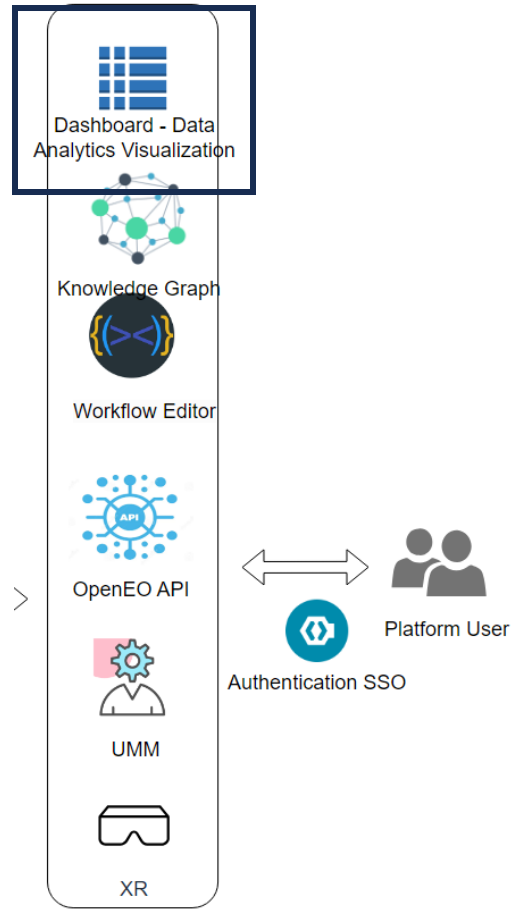 Dashboard - Data
Analytics Visualization
Knowledge Graph
{(><)}
Workflow Editor
API
OpenEO API
Platform User
Authentication SSO
UMM
XR